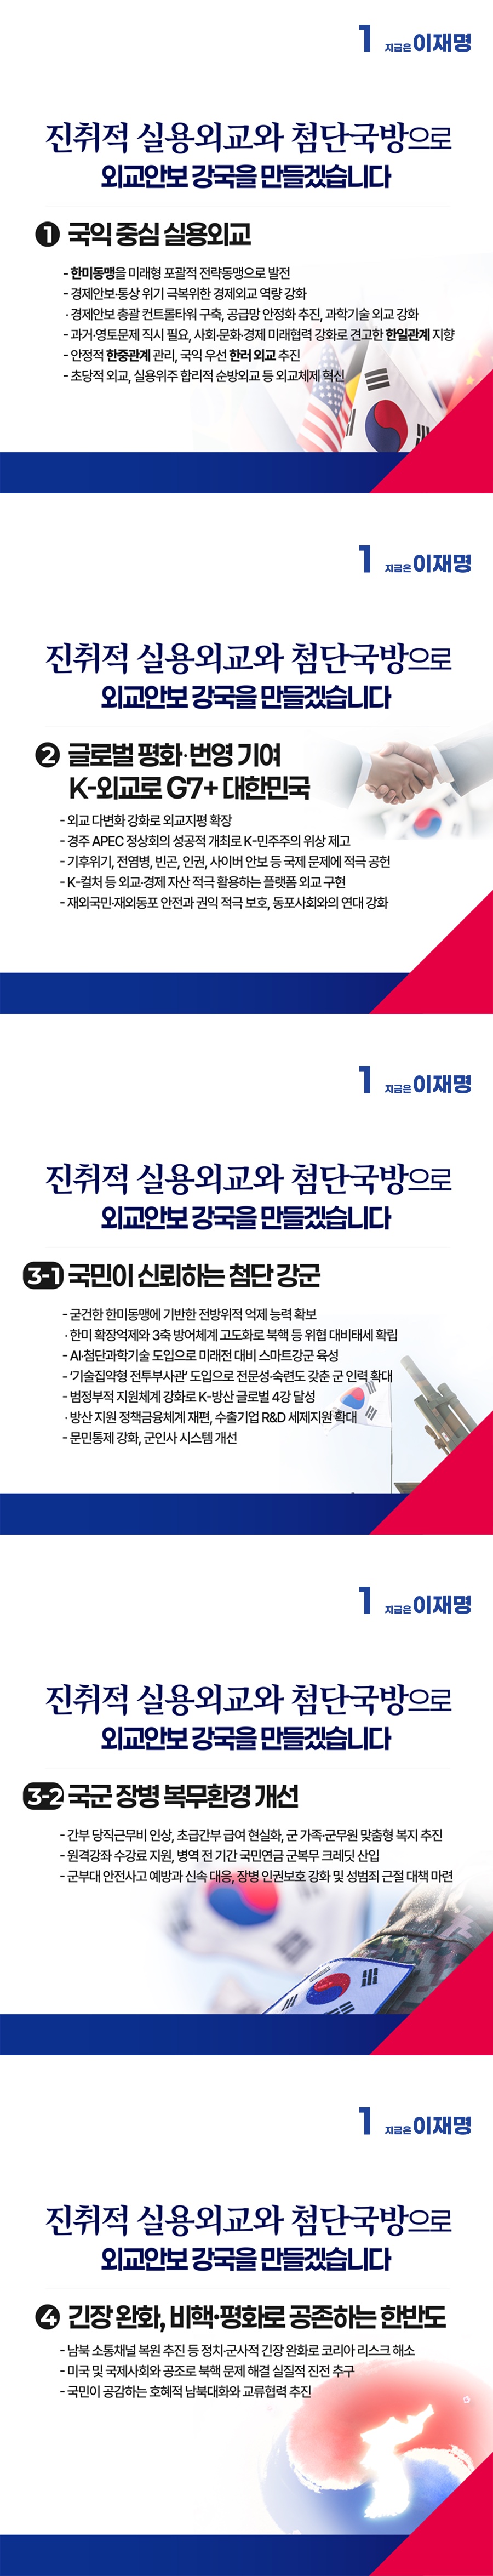 1 지금은 이재명
진취적 실용외교와 첨단국방으로
외교안보 강국을 만들겠습니다
1 국익 중심 실용외교
- 한미동맹을 미래형 포괄적 전략동맹으로 발전
- 경제안보·통상 위기 극복위한 경제외교 역량 강화
· 경제안보 총괄 컨트롤타워 구축, 공급망 안정화 추진, 과학기술 외교 강화
- 과거·영토문제 직시 필요, 사회·문화·경제 미래협력 강화로 견고한 한일관계 지향
- 안정적 한중관계 관리, 국익 우선 한러 외교 추진
- 초당적 외교, 실용위주 합리적 순방외교 등 외교체제 혁신
1 지금은 이재명
진취적 실용외교와 첨단국방으로
외교안보 강국을 만들겠습니다
2 글로벌 평화·번영 기여
K-외교로 G7+ 대한민국
- 외교 다변화 강화로 외교지평 확장
- 경주 APEC 정상회의 성공적 개최로 K-민주주의 위상 제고
- 기후위기, 전염병, 빈곤, 인권, 사이버 안보 등 국제 문제에 적극 공헌
- K-컬처 등 외교·경제 자산 적극 활용하는 플랫폼 외교 구현
- 재외국민·재외동포 안전과 권익 적극 보호, 동포사회와의 연대 강화
1 지금은 이재명
진취적 실용외교와 첨단국방으로
외교안보 강국을 만들겠습니다
3-1 국민이 신뢰하는 첨단 강군
- 굳건한 한미동맹에 기반한 전방위적 억제 능력 확보
· 한미 확장억제와 3축 방어체계 고도화로 북핵 등 위협 대비태세 확립
- AI·첨단과학기술 도입으로 미래전 대비 스마트강군 육성
- '기술집약형 전투부사관' 도입으로 전문성·숙련도 갖춘 군 인력 확대
- 범정부적 지원체계 강화로 K-방산 글로벌 4강 달성
· 방산 지원 정책금융체계 재편, 수출기업 R&D 세제지원 확대
- 문민통제 강화, 군인사 시스템 개선
1 지금은 이재명
진취적 실용외교와 첨단국방으로
외교안보 강국을 만들겠습니다
3-2 국군 장병 복무환경 개선
- 간부 당직근무비 인상, 초급간부 급여 현실화, 군 가족·군무원 맞춤형 복지 추진
- 원격강좌 수강료 지원, 병역 전 기간 국민연금 군복무 크레딧 산입
- 군부대 안전사고 예방과 신속 대응, 장병 인권보호 강화 및 성범죄 근절 대책 마련
1 지금은 이재명
진취적 실용외교와 첨단국방으로
외교안보 강국을 만들겠습니다
4 긴장 완화, 비핵·평화로 공존하는 한반도
- 남북 소통채널 복원 추진 등 정치·군사적 긴장 완화로 코리아 리스크 해소
- 미국 및 국제사회와 공조로 북핵 문제 해결 실질적 진전 추구
- 국민이 공감하는 호혜적 남북대화와 교류협력 추진